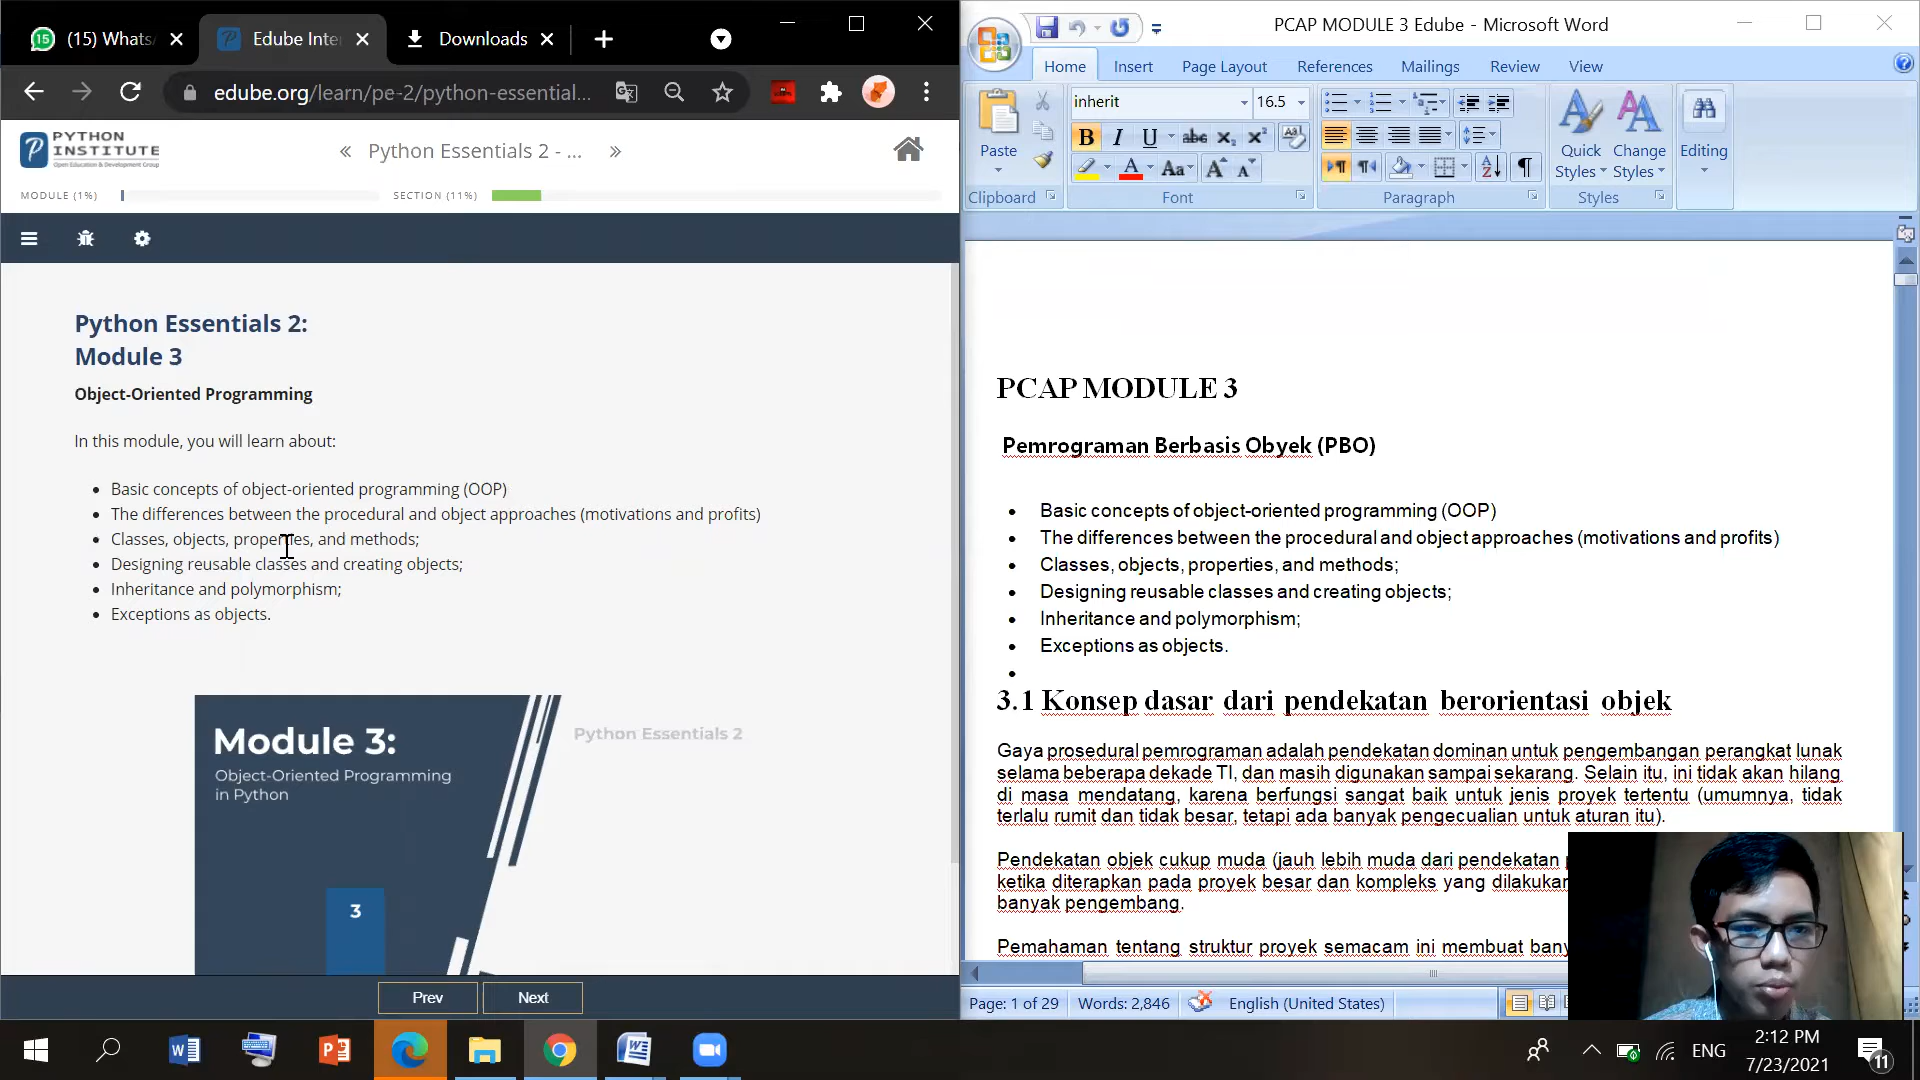 (15) Whats
Edube Inte
Downloads
edube.org/learn/pe-2/python-essential...
PYTHON
INSTITUTE
Open Education & Development Group
Python Essentials 2 - ...
MODULE (1%)
SECTION (11%)
Python Essentials 2:
Module 3
Object-Oriented Programming
In this module, you will learn about:
Basic concepts of object-oriented programming (OOP)
The differences between the procedural and object approaches (motivations and profits)
Classes, objects, properties, and methods;
Designing reusable classes and creating objects;
Inheritance and polymorphism;
Exceptions as objects.
Module 3:
Object-Oriented Programming
in Python
3
Python Essentials 2
Prev
Next
PCAP MODULE 3 Edube - Microsoft Word
Home
Insert
Page Layout
References
Mailings
Review
View
inherit
16.5
Paste
Quick
Styles
Change
Styles
Editing
Clipboard
Font
Paragraph
Styles
PCAP MODULE 3
Pemrograman Berbasis Obyek (PBO)
Basic concepts of object-oriented programming (OOP)
The differences between the procedural and object approaches (motivations and profits)
Classes, objects, properties, and methods;
Designing reusable classes and creating objects;
Inheritance and polymorphism;
Exceptions as objects.
3.1 Konsep dasar dari pendekatan berorientasi objek
Gaya prosedural pemrograman adalah pendekatan dominan untuk pengembangan perangkat lunak
selama beberapa dekade TI, dan masih digunakan sampai sekarang. Selain itu, ini tidak akan hilang
di masa mendatang, karena berfungsi sangat baik untuk jenis proyek tertentu (umumnya, tidak
terlalu rumit dan tidak besar, tetapi ada banyak pengecualian untuk aturan itu).
Pendekatan objek cukup muda (jauh lebih muda dari pendekatan
ketika diterapkan pada proyek besar dan kompleks yang dilakukan
banyak pengembang.
Pemahaman tentang struktur proyek semacam ini membuat
Page: 1 of 29
Words: 2,846
English (United States)
ENG
2:12 PM
7/23/2021
11